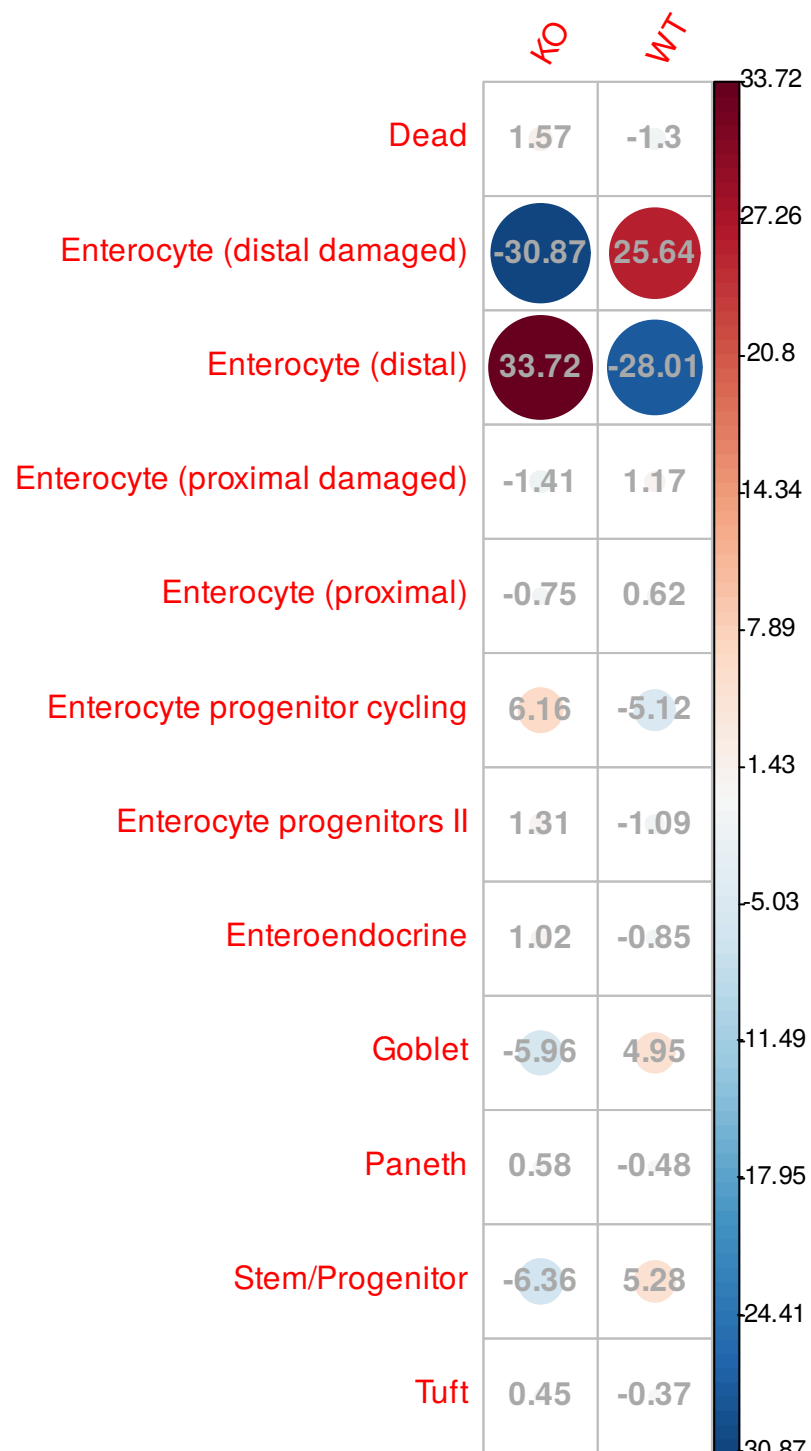 KO WT
33.72
Dead 1.57 -1.3
27.26
Enterocyte (distal damaged) -30.87 25.64
20.8
Enterocyte (distal) 33.72 -28.01
14.34
Enterocyte (proximal damaged) -1.41 1.17
Enterocyte (proximal) -0.75 0.62
7.89
Enterocyte progenitor cycling 6.16 -5.12
1.43
Enterocyte progenitors II 1.31 -1.09
-5.03
Enteroendocrine 1.02 -0.85
-11.49
Goblet -5.96 4.95
Paneth 0.58 -0.48
-17.95
Stem/Progenitor -6.36 5.28
-24.41
Tuft 0.45 -0.37
-30.87